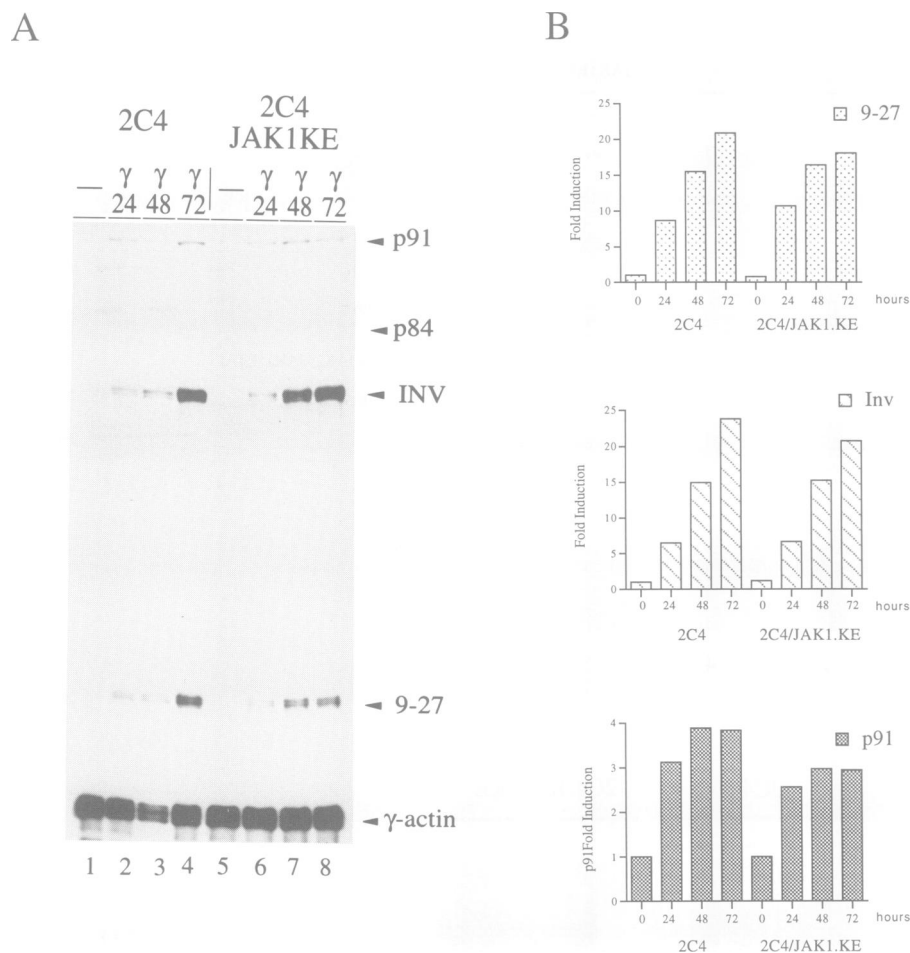 A
2C4
2C4
JAK1KE
— γ γ γ — γ γ γ
24 48 72 24 48 72
p91
p84
INV
9-27
γ-actin
1 2 3 4 5 6 7 8
B
9-27
Fold Induction
25
20
15
10
5
0
0 24 48 72 0 24 48 72 hours
2C4 2C4/JAK1.KE
Inv
Fold Induction
25
20
15
10
5
0
0 24 48 72 0 24 48 72 hours
2C4 2C4/JAK1.KE
p91
p91Fold Induction
4
3
2
1
0
0 24 48 72 0 24 48 72 hours
2C4 2C4/JAK1.KE